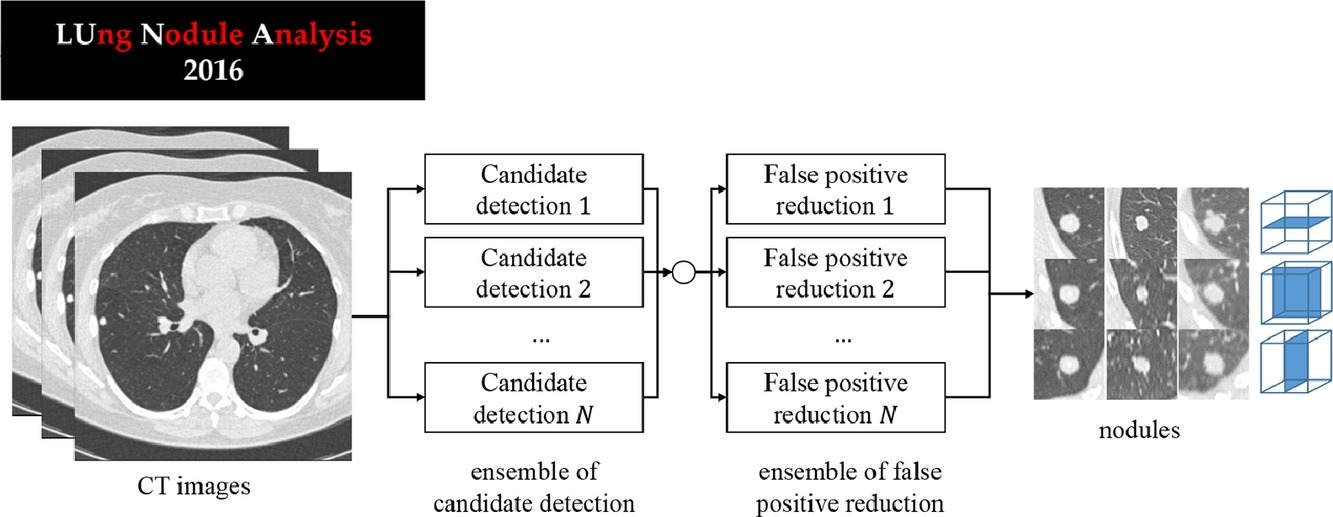 LUng Nodule Analysis
2016
CT images
Candidate
detection 1
Candidate
detection 2
...
Candidate
detection N
ensemble of
candidate detection
False positive
reduction 1
False positive
reduction 2
...
False positive
reduction N
ensemble of false
positive reduction
nodules